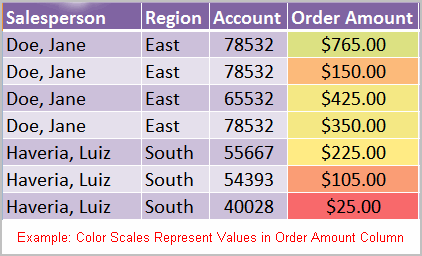 Salesperson Region Account Order Amount
Doe, Jane East 78532 $765.00
Doe, Jane East 78532 $150.00
Doe, Jane East 65532 $425.00
Doe, Jane East 78532 $350.00
Haveria, Luiz South 55667 $225.00
Haveria, Luiz South 54393 $105.00
Haveria, Luiz South 40028 $25.00
Example: Color Scales Represent Values in Order Amount Column